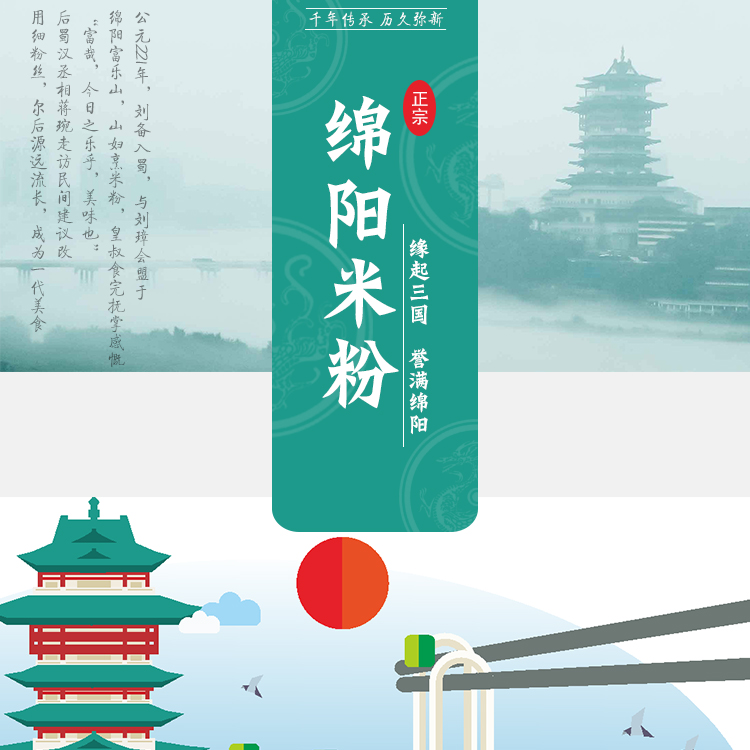 千年传承 历久弥新
正宗
绵阳米粉
缘起三国 誉满绵阳
公元221年，刘备入蜀，与刘璋会盟于
绵阳富乐山，山妇烹米粉，皇叔食完抚掌感慨
“富哉，今日之乐乎，美味也”
后蜀汉丞相蒋琬走访民间建议改
用细粉丝，尔后源远流长，成为一代美食